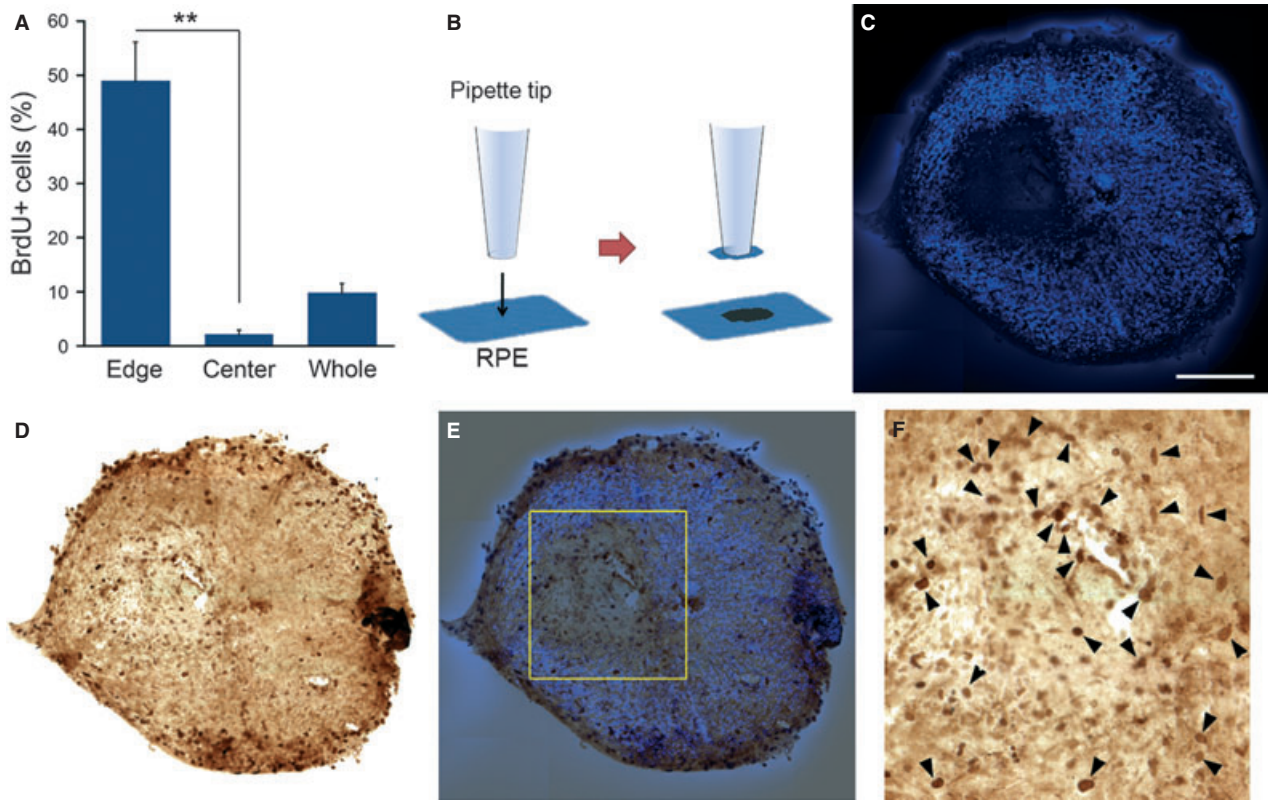 A
60
50
40
30
20
10
0
BrdU+ cells (%)
**
Edge Center Whole
B
Pipette tip
RPE
C
D
E
F